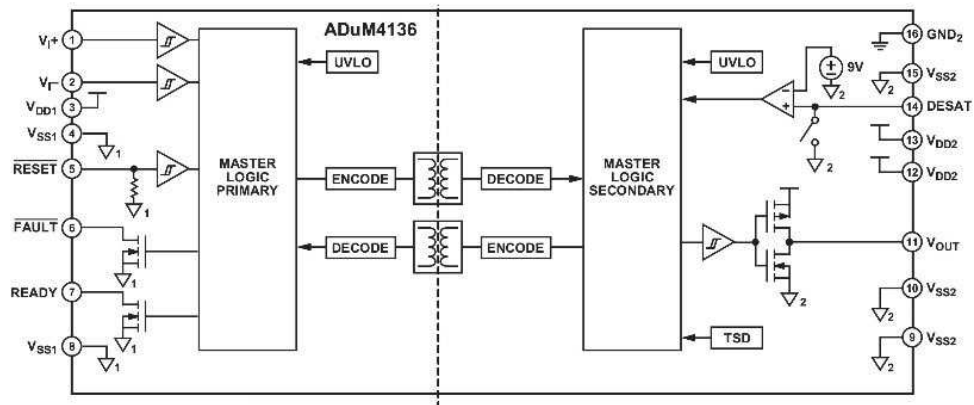 ADuM4136
VI+
1
VI−
2
VDD1
3
VSS1
4
1
RESET
5
1
FAULT
6
1
READY
7
1
VSS1
8
1
MASTER
LOGIC
PRIMARY
UVLO
ENCODE
DECODE
DECODE
ENCODE
MASTER
LOGIC
SECONDARY
UVLO
TSD
9V
2
−
+
2
2
16
GND2
15
VSS2
2
14
DESAT
13
VDD2
12
VDD2
11
VOUT
10
VSS2
2
9
VSS2
2